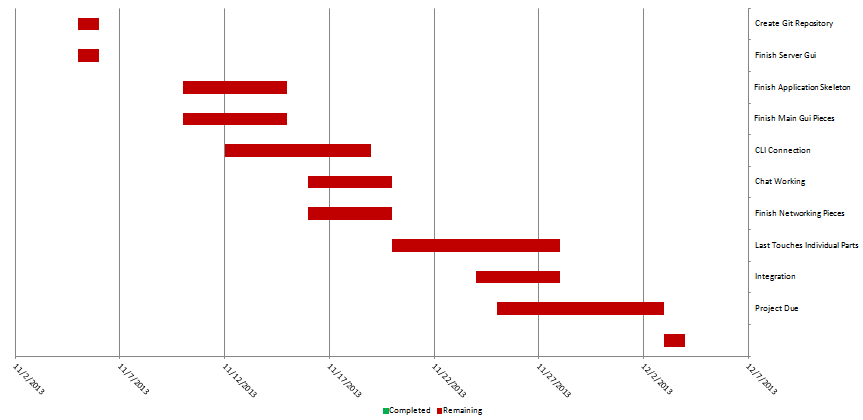 Create Git Repository
Finish Server Gui
Finish Application Skeleton
Finish Main Gui Pieces
CLI Connection
Chat Working
Finish Networking Pieces
Last Touches Individual Parts
Integration
Project Due
11/2/2013
11/7/2013
11/12/2013
11/17/2013
11/22/2013
11/27/2013
12/2/2013
12/7/2013
Completed Remaining